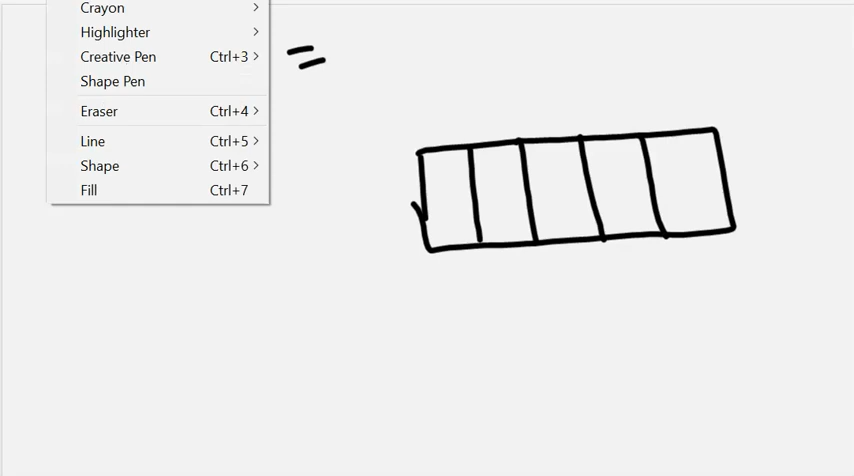 Crayon
Highlighter
Creative Pen Ctrl+3
Shape Pen
Eraser Ctrl+4
Line Ctrl+5
Shape Ctrl+6
Fill Ctrl+7
=